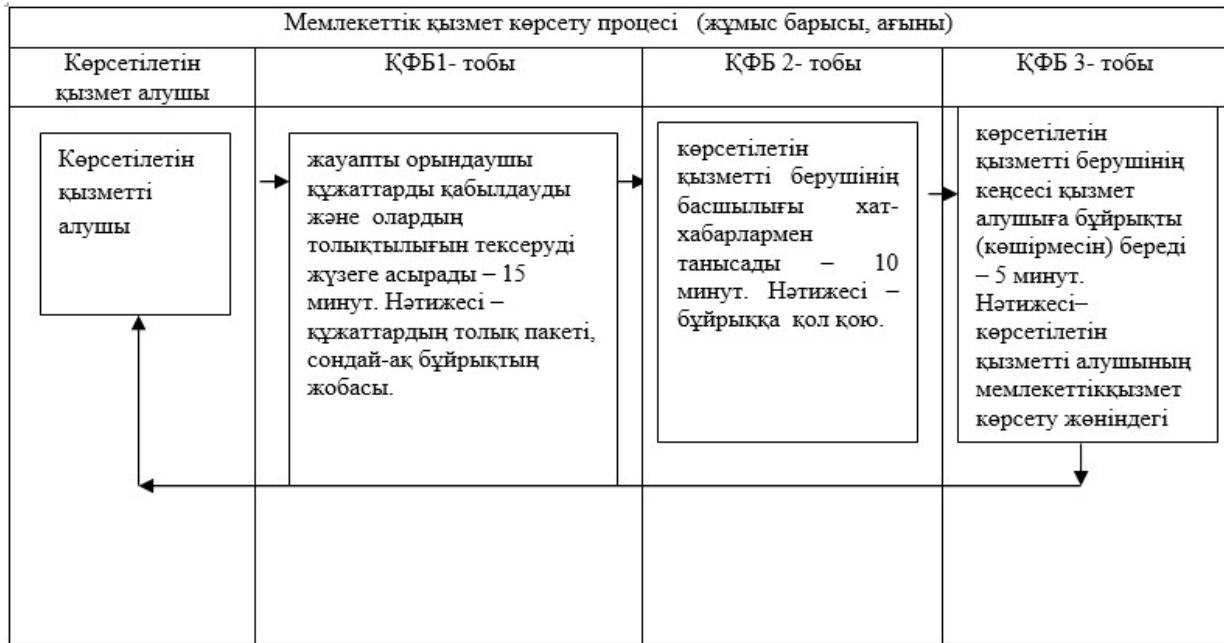 Мемлекеттік қызмет көрсету процесі (жұмыс барысы, ағыны)
Көрсетілетін
қызмет алушы
ҚФБ1- тобы
ҚФБ 2- тобы
ҚФБ 3- тобы
Көрсетілетін
қызметті
алушы
жауапты орындаушы
құжаттарды қабылдауды
және олардың
толықтылығын тексеруді
жүзеге асырады – 15
минут. Нәтижесі –
құжаттардың толық пакеті,
сондай-ақ бұйрықтың
жобасы.
көрсетілетін
қызметті берушінің
басшылығы хат-
хабарлармен
танысады – 10
минут. Нәтижесі –
бұйрыққа қол қою.
көрсетілетін
қызметті берушінің
кеңсесі қызмет
алушыға бұйрықты
(көшірмесін) береді
– 5 минут.
Нәтижесі–
көрсетілетін
қызметті алушының
мемлекеттікқызмет
көрсету жөніндегі